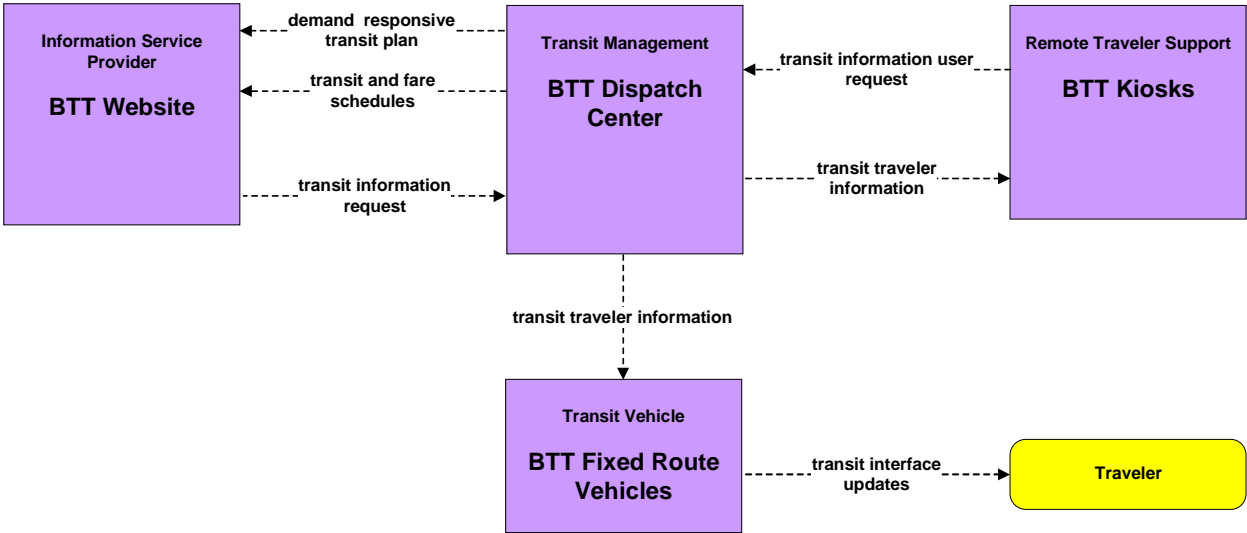 Information Service
Provider
BTT Website
demand responsive
transit plan
transit and fare
schedules
transit information
request
Transit Management
BTT Dispatch
Center
transit information user
request
transit traveler
information
Remote Traveler Support
BTT Kiosks
transit traveler information
Transit Vehicle
BTT Fixed Route
Vehicles
transit interface
updates
Traveler